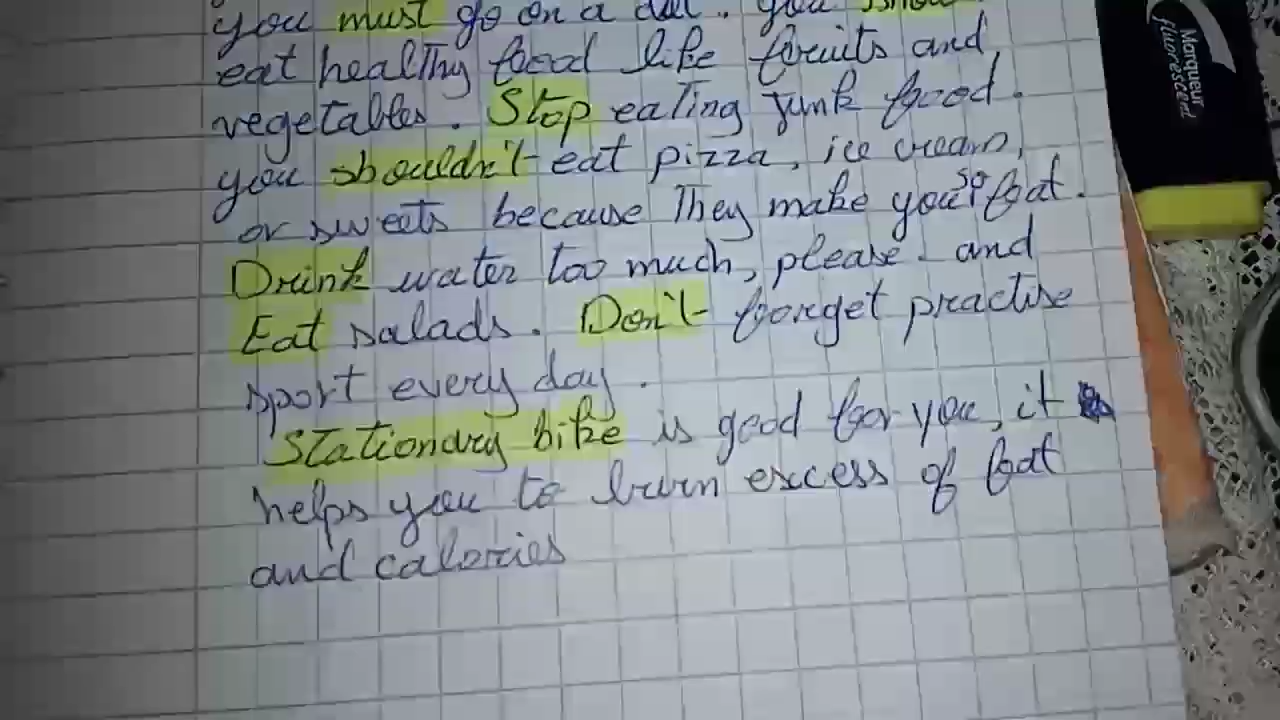 you must go on a diet. you should
eat healthy food like fruits and
vegetables. Stop eating junk food.
you shouldn't eat pizza, ice cream,
or sweets because They make you so fat.
Drink water too much, please. and
Eat salads. Don't forget practise
sport every day.
Stationary bike is good for you, it
helps you to burn excess of fat
and calories
Marqueur
fluorescent